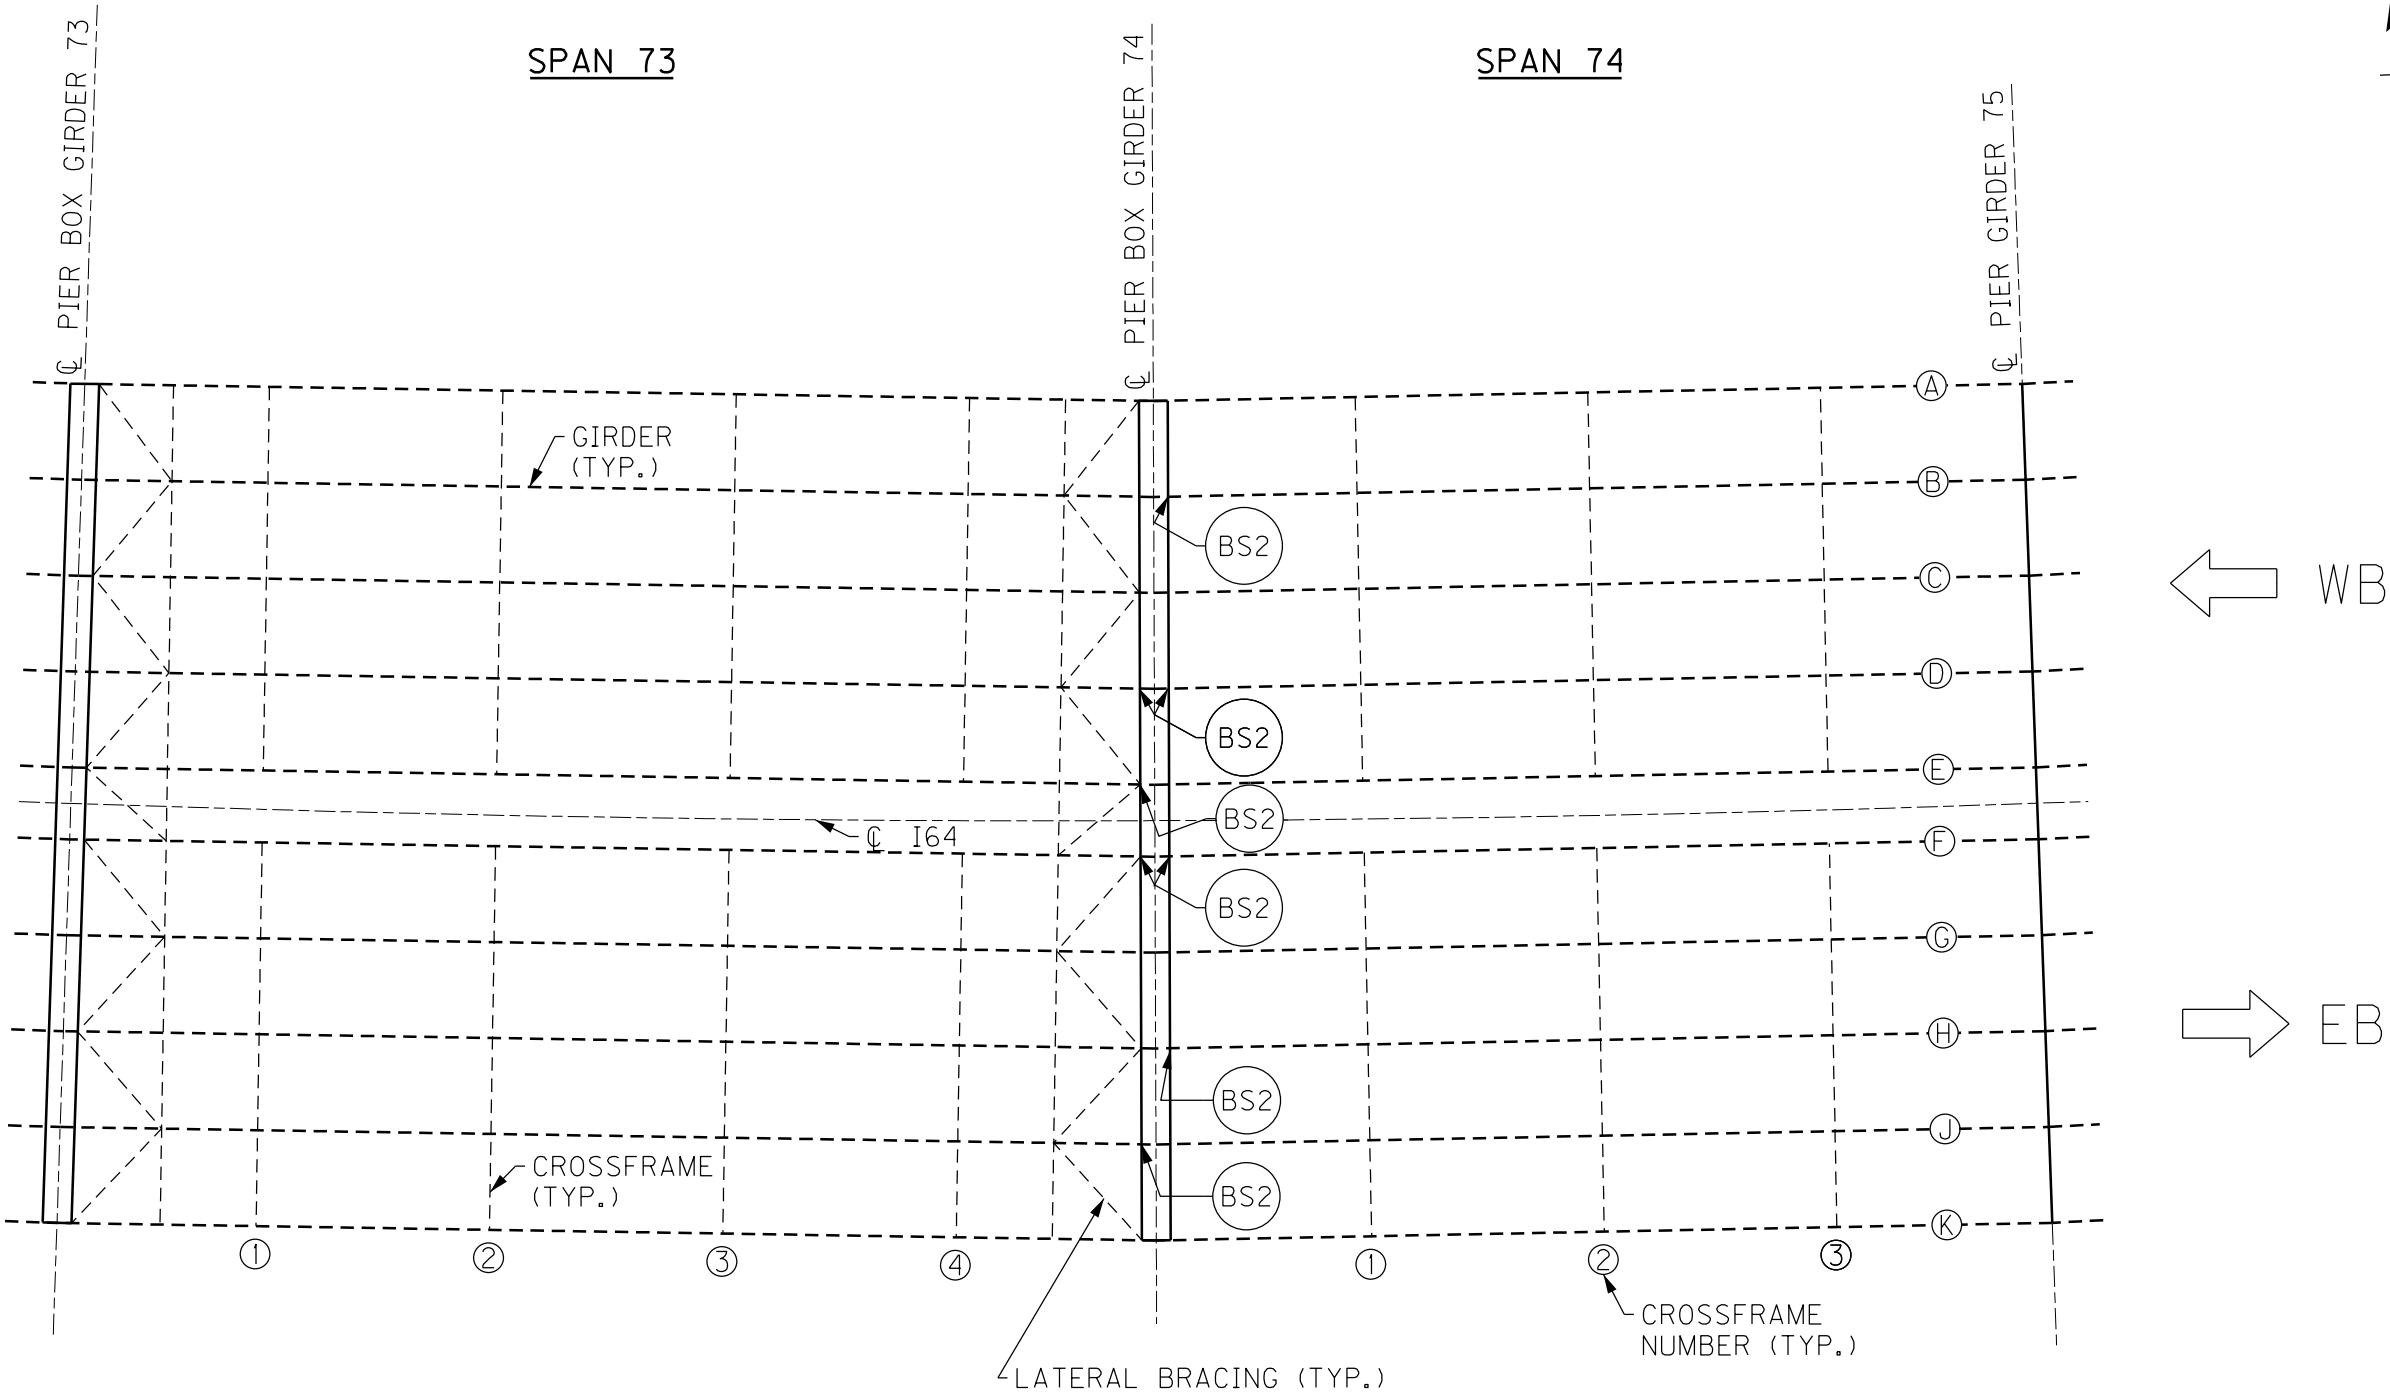 SPAN 73
SPAN 74
℄ PIER BOX GIRDER 73
℄ PIER BOX GIRDER 74
℄ PIER GIRDER 75
A
GIRDER
(TYP.)
B
BS2
C
WB
D
BS2
E
BS2
℄ I64
F
BS2
G
EB
H
BS2
J
CROSSFRAME
(TYP.)
BS2
K
1
2
3
4
1
2
3
CROSSFRAME
NUMBER (TYP.)
LATERAL BRACING (TYP.)